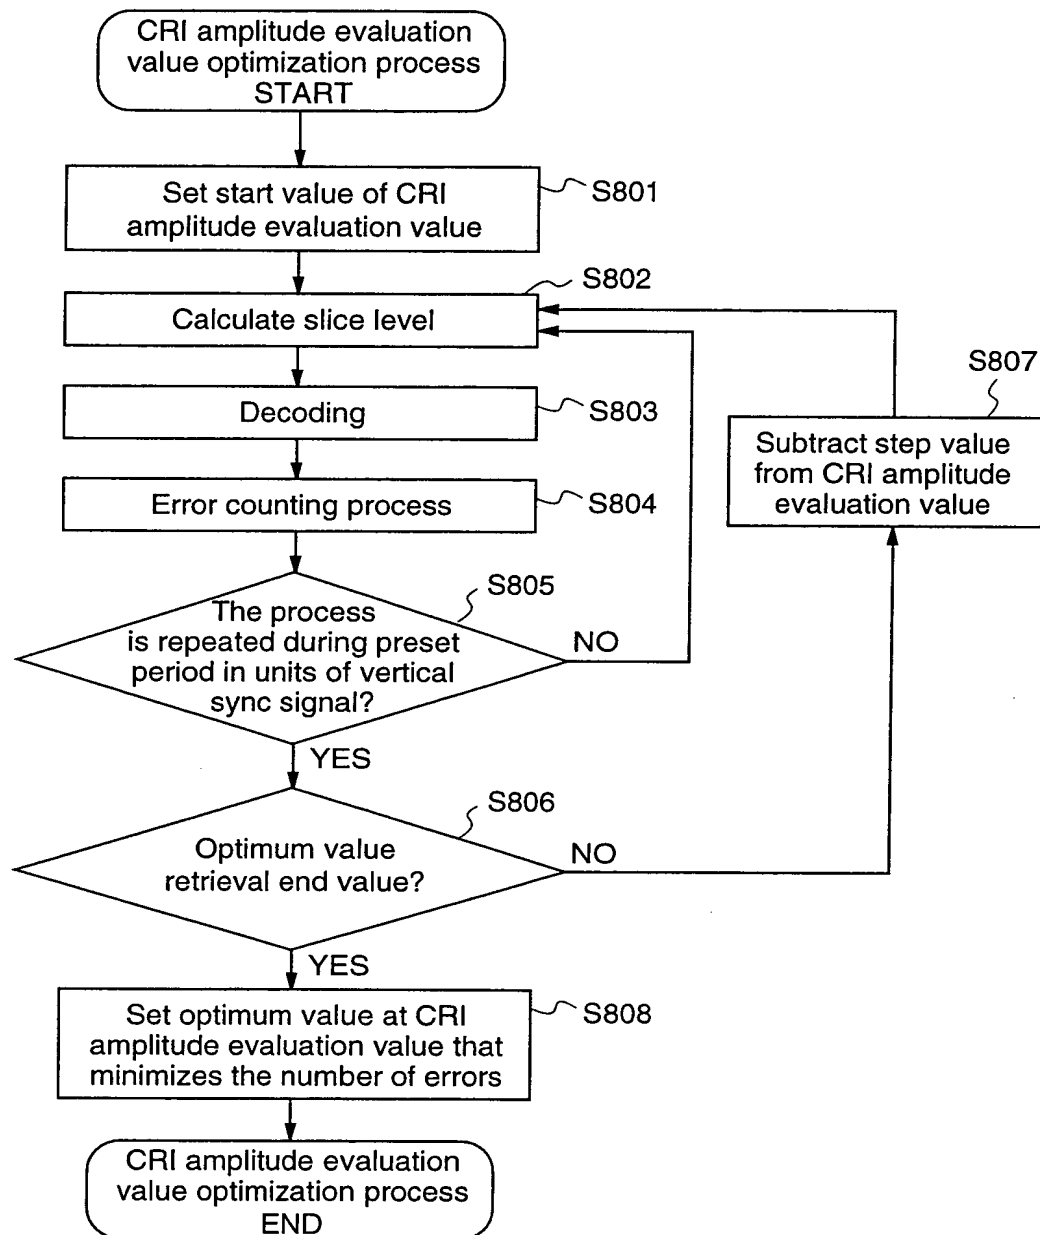 CRI amplitude evaluation
value optimization process
START
Set start value of CRI
amplitude evaluation value
S801
Calculate slice level
S802
Decoding
S803
Error counting process
S804
The process
is repeated during preset
period in units of vertical
sync signal?
S805
NO
YES
Optimum value
retrieval end value?
S806
NO
YES
Subtract step value
from CRI amplitude
evaluation value
S807
Set optimum value at CRI
amplitude evaluation value that
minimizes the number of errors
S808
CRI amplitude evaluation
value optimization process
END